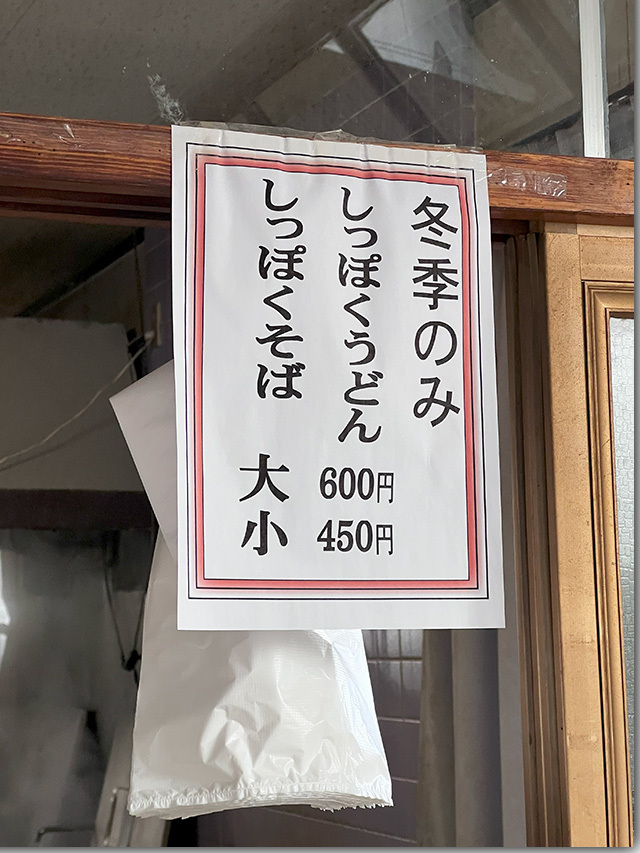 冬季のみ
しっぽくうどん
しっぽくそば
大 600円
小 450円